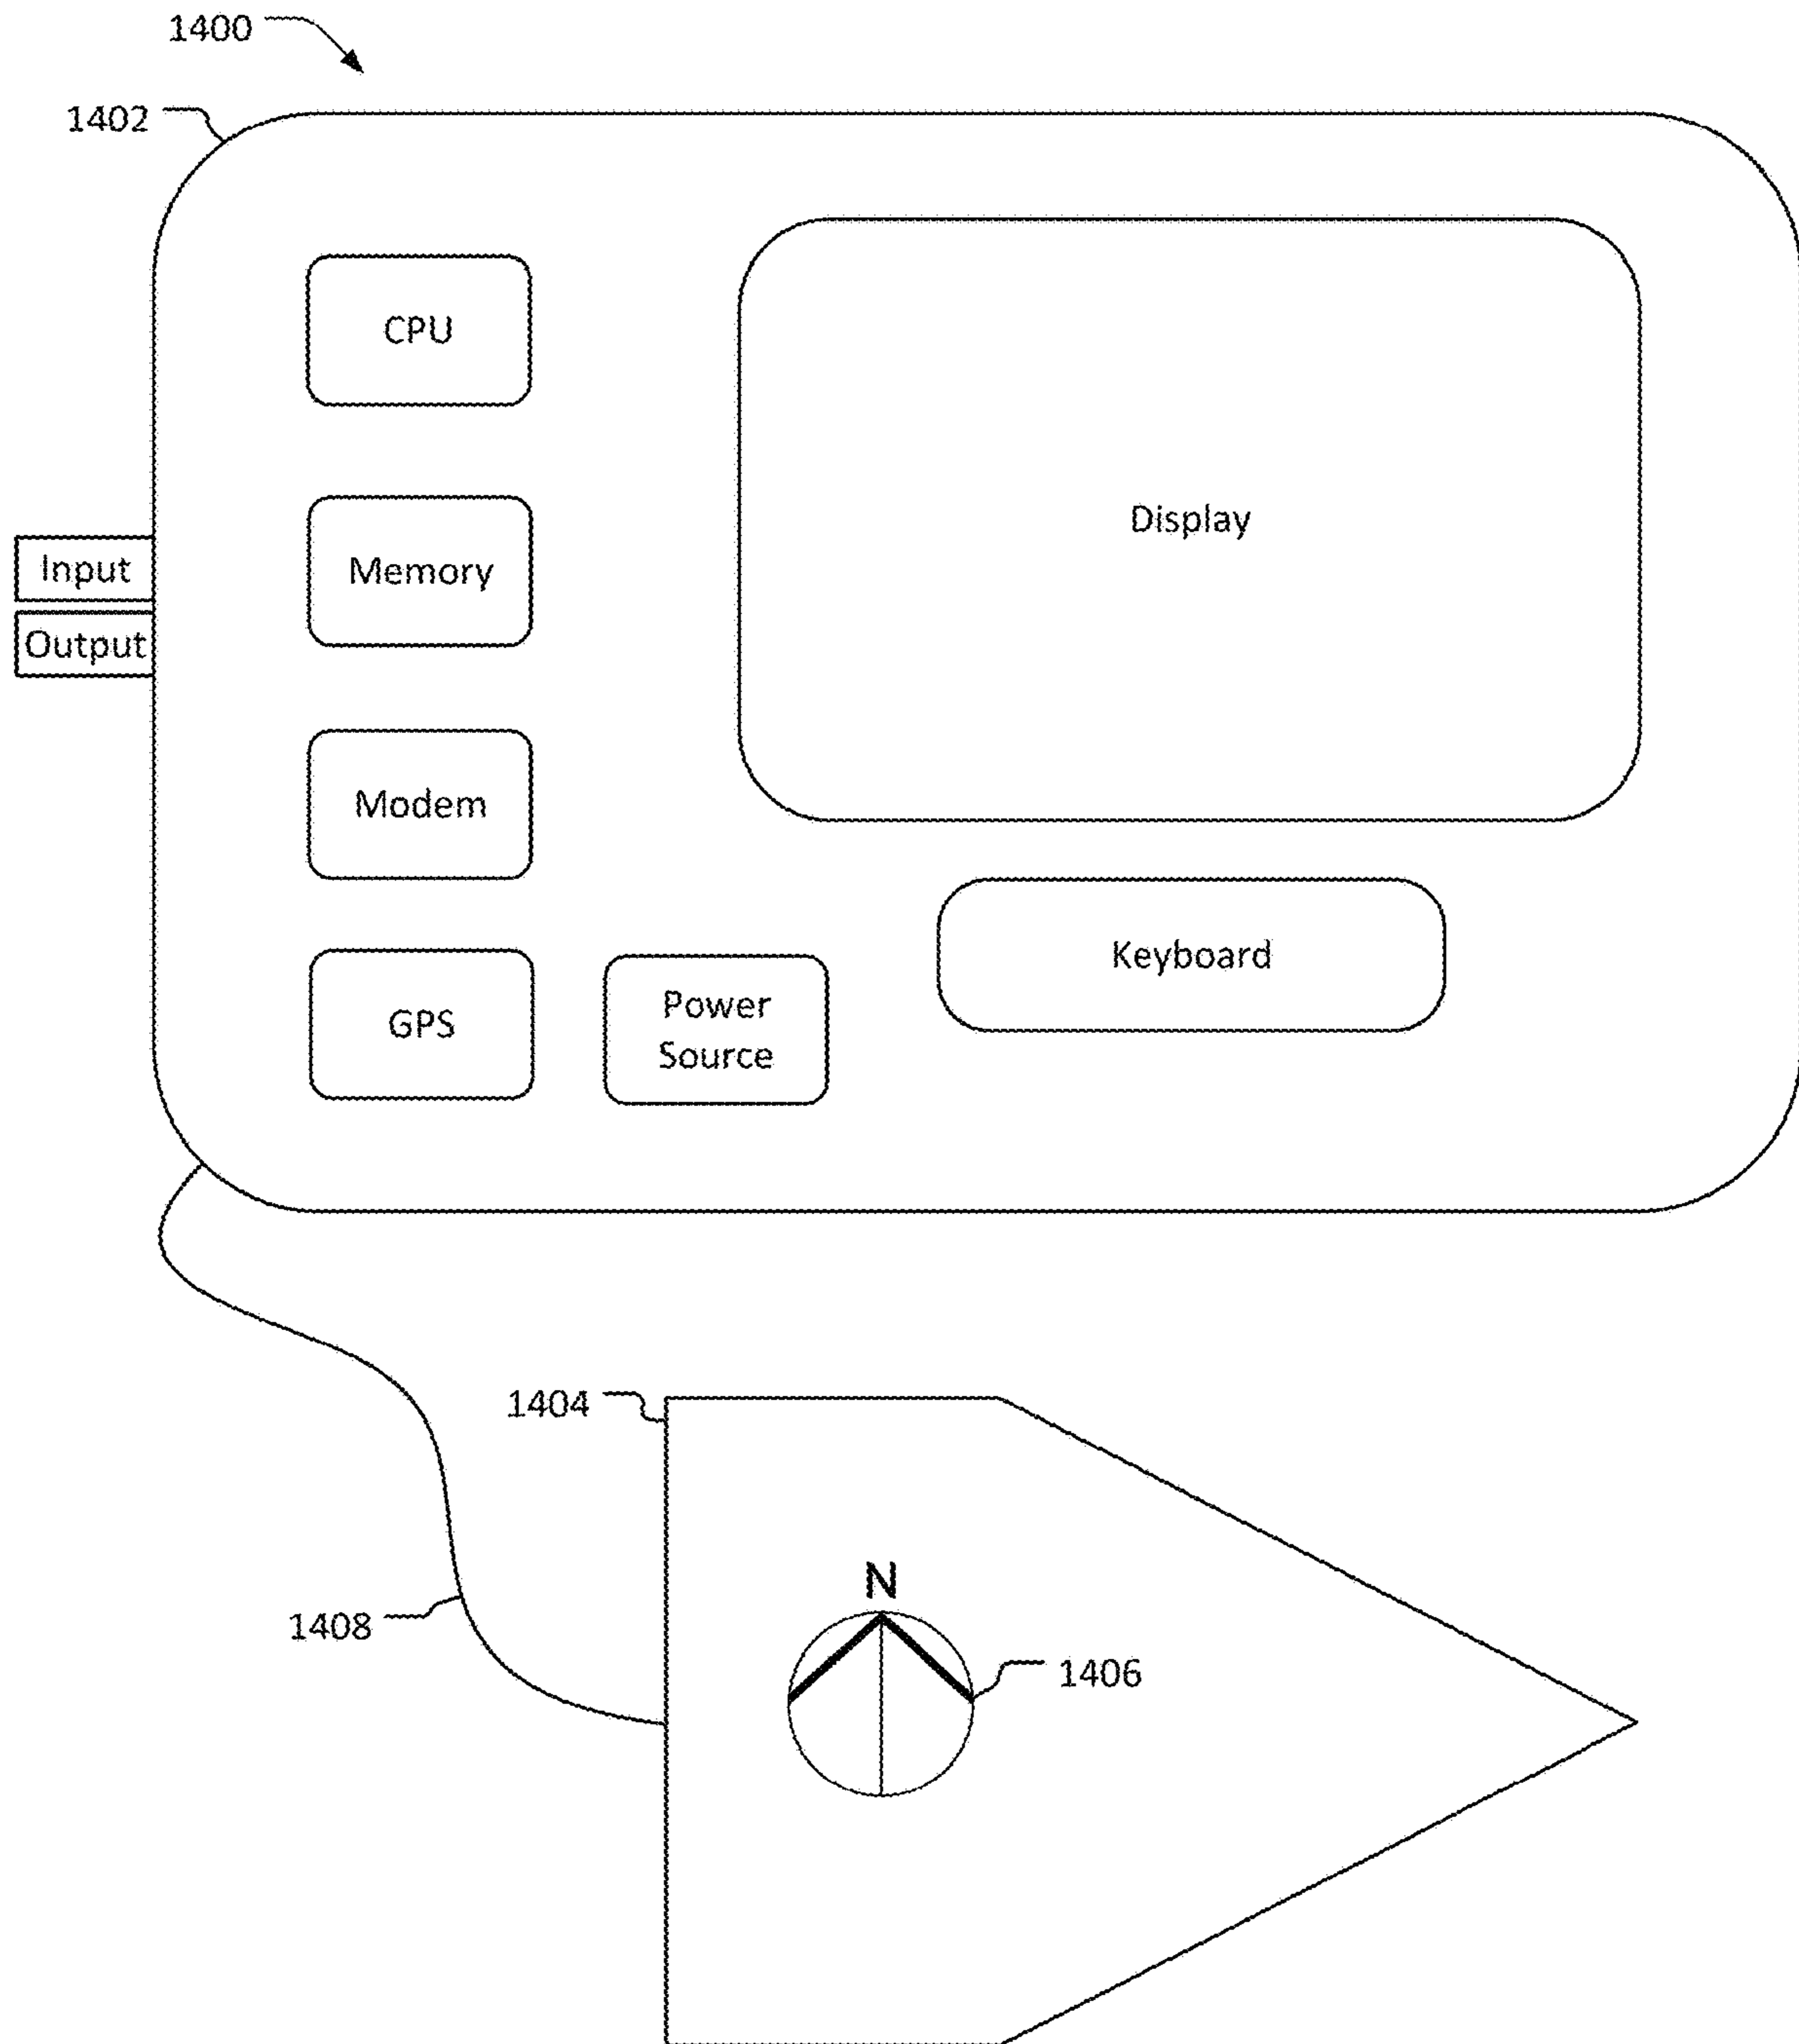 1400
1402
CPU
Display
Input
Memory
Output
Modem
Keyboard
GPS
Power
Source
1404
N
1408
1406